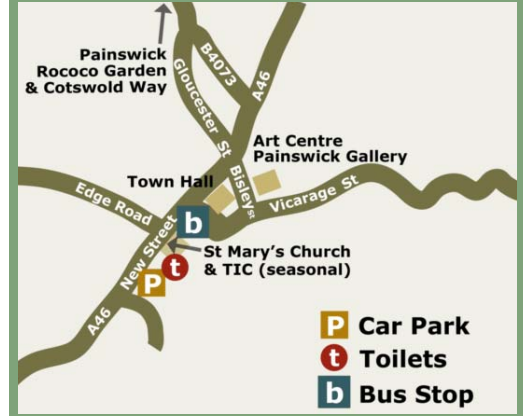 Painswick
Rococo Garden
& Cotswold Way
B4073
A46
Gloucester St
Art Centre
Painswick Gallery
Town Hall
Bisley St
Vicarage St
Edge Road
b
New Street
St Mary's Church
& TIC (seasonal)
t
P
A46
P Car Park
t Toilets
b Bus Stop